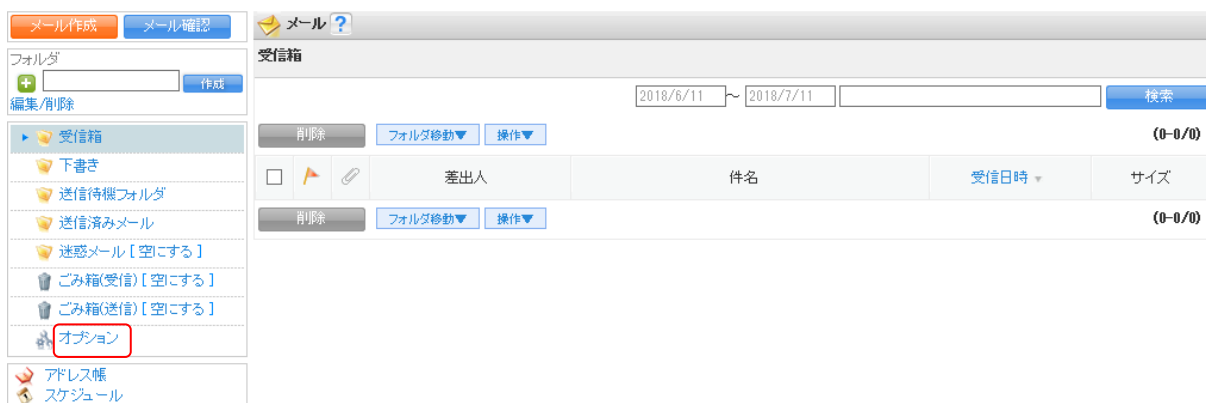 メール作成 メール確認
フォルダ
作成
編集/削除
受信箱
下書き
送信待機フォルダ
送信済みメール
迷惑メール [ 空にする ]
ごみ箱(受信) [ 空にする ]
ごみ箱(送信) [ 空にする ]
オプション
アドレス帳
スケジュール
メール ?
受信箱
2018/6/11 ～ 2018/7/11 検索
削除 フォルダ移動▼ 操作▼ (0-0/0)
差出人 件名 受信日時 ▼ サイズ
削除 フォルダ移動▼ 操作▼ (0-0/0)